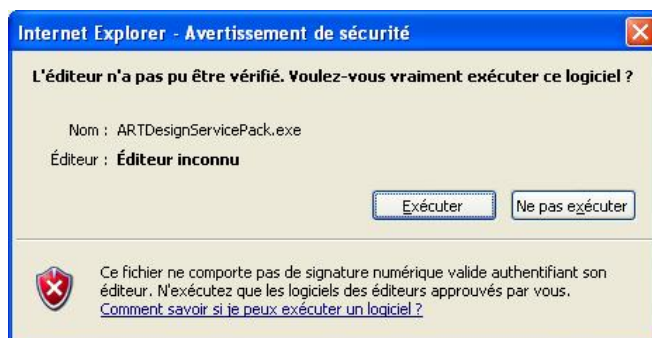 Internet Explorer - Avertissement de sécurité
L'éditeur n'a pas pu être vérifié. Voulez-vous vraiment exécuter ce logiciel ?
Nom : ARTDesignServicePack.exe
Éditeur : Éditeur inconnu
Exécuter Ne pas exécuter
Ce fichier ne comporte pas de signature numérique valide authentifiant son
éditeur. N'exécutez que les logiciels des éditeurs approuvés par vous.
Comment savoir si je peux exécuter un logiciel ?